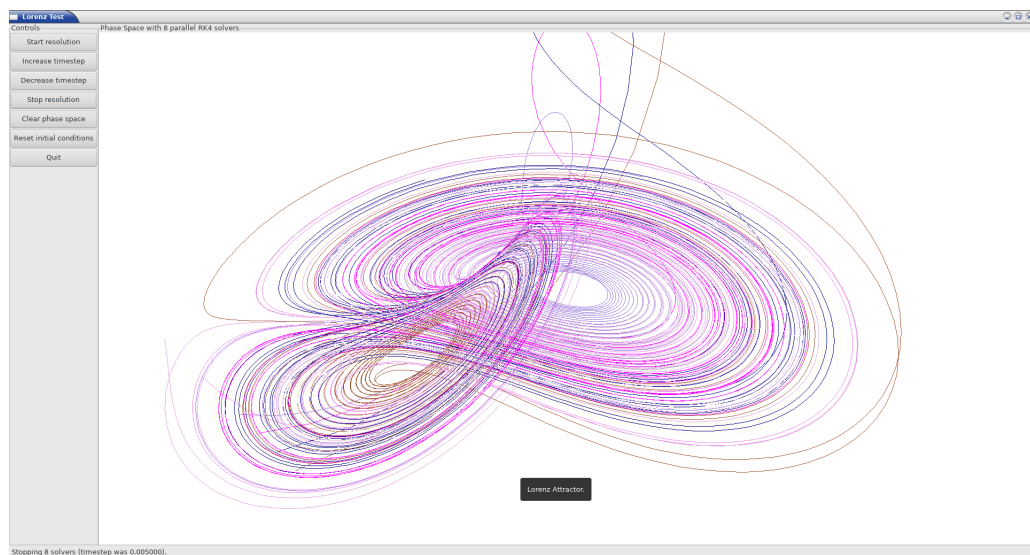 Lorenz Test
Controls
Phase Space with 8 parallel RK4 solvers
Start resolution
Increase timestep
Decrease timestep
Stop resolution
Clear phase space
Reset initial conditions
Quit
Lorenz Attractor.
Stopping 8 solvers (timestep was 0.005000).